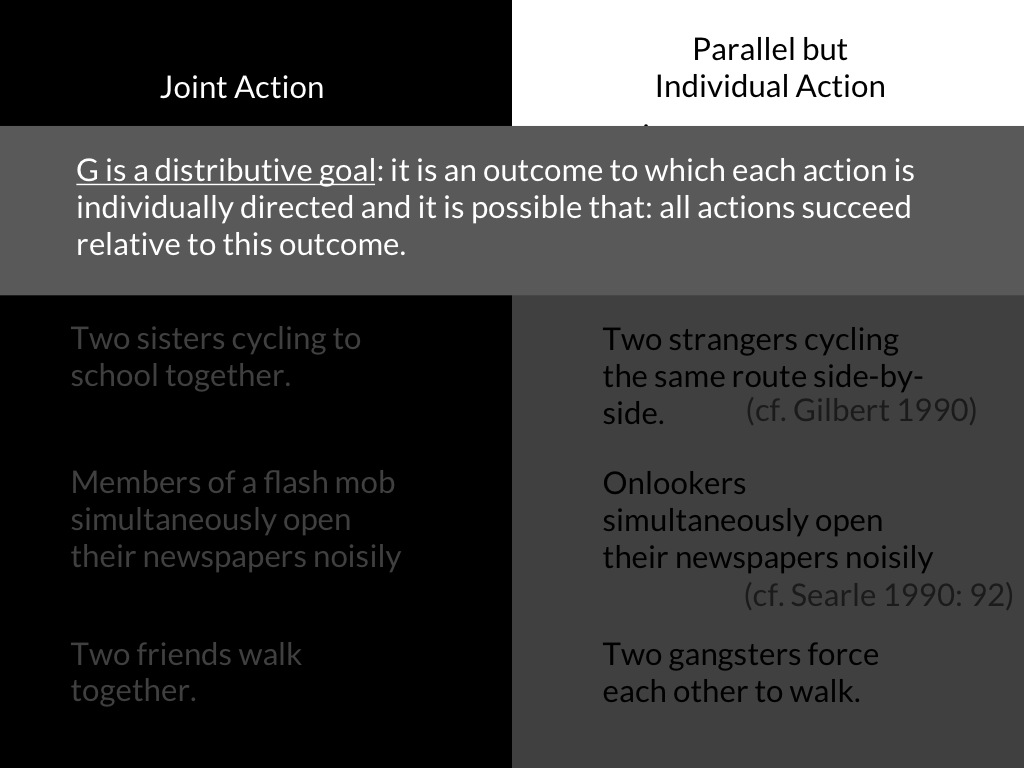 Joint Action
Parallel but
Individual Action
G is a distributive goal: it is an outcome to which each action is
individually directed and it is possible that: all actions succeed
relative to this outcome.
Two sisters cycling to
school together.
Two strangers cycling
the same route side-by-
side.
(cf. Gilbert 1990)
Members of a flash mob
simultaneously open
their newspapers noisily
Onlookers
simultaneously open
their newspapers noisily
(cf. Searle 1990: 92)
Two friends walk
together.
Two gangsters force
each other to walk.